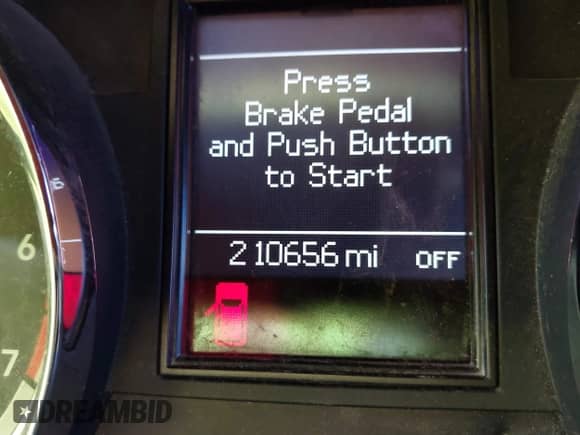 Press
Brake Pedal
and Push Button
to Start
210656 mi OFF
6
7
DREAMBID